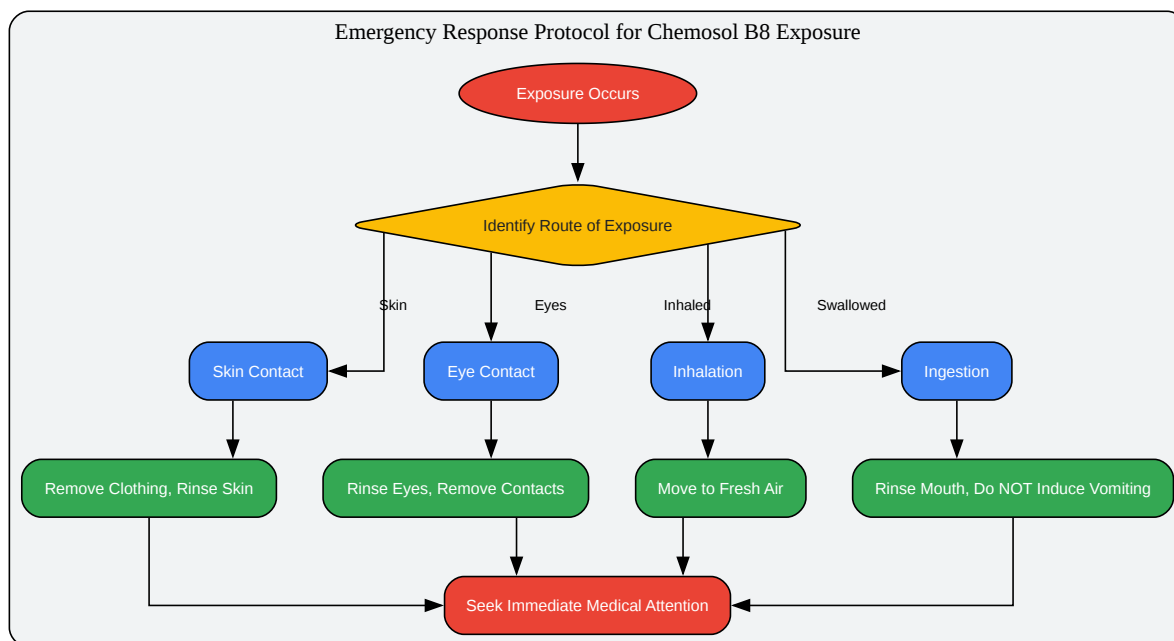 Emergency Response Protocol for Chemosol B8 Exposure
Exposure Occurs
Identify Route of Exposure
Skin
Eyes
Inhaled
Swallowed
Skin Contact
Eye Contact
Inhalation
Ingestion
Remove Clothing, Rinse Skin
Rinse Eyes, Remove Contacts
Move to Fresh Air
Rinse Mouth, Do NOT Induce Vomiting
Seek Immediate Medical Attention